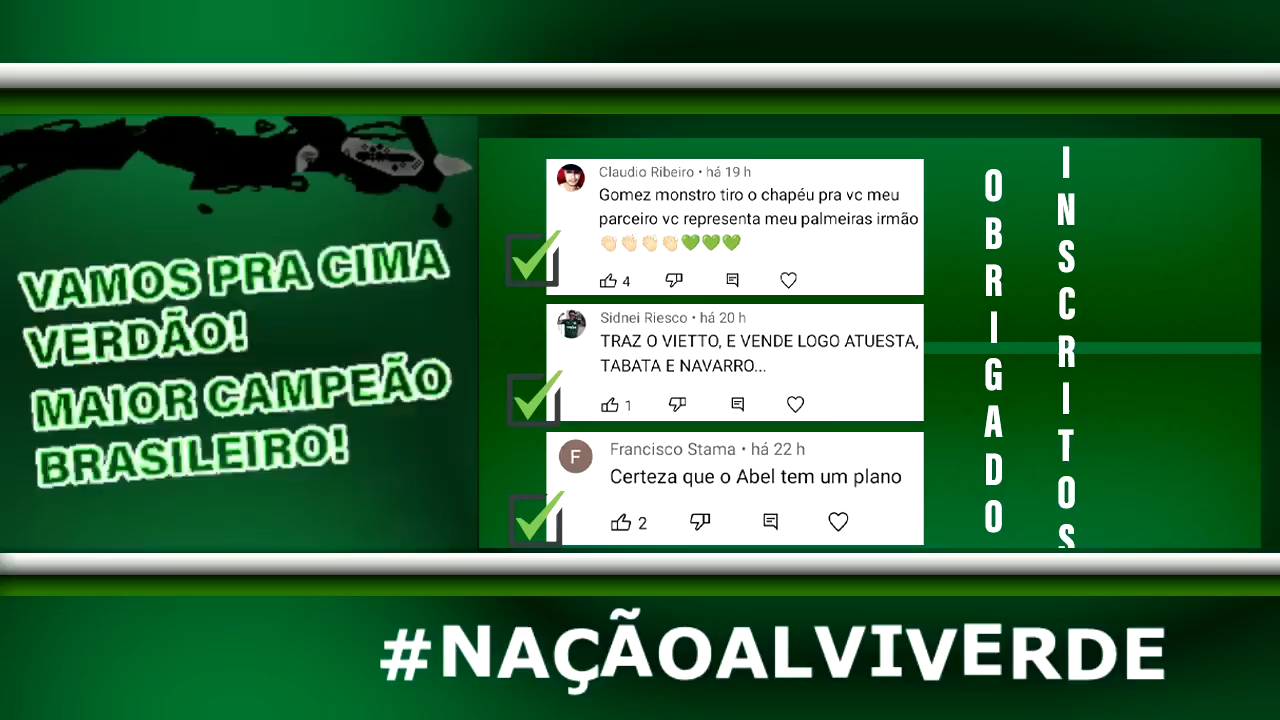 VAMOS PRA CIMA
VERDÃO!
MAIOR CAMPEÃO
BRASILEIRO!
Claudio Ribeiro • há 19 h
Gomez monstro tiro o chapéu pra vc meu
parceiro vc representa meu palmeiras irmão
👏🏻👏🏻👏🏻👏🏻💚💚💚
4
Sidnei Riesco • há 20 h
TRAZ O VIETTO, E VENDE LOGO ATUESTA,
TABATA E NAVARRO...
1
F
Francisco Stama • há 22 h
Certeza que o Abel tem um plano
2
OBRIGADO
INSCRITOS
#NAÇÃOALVIVERDE